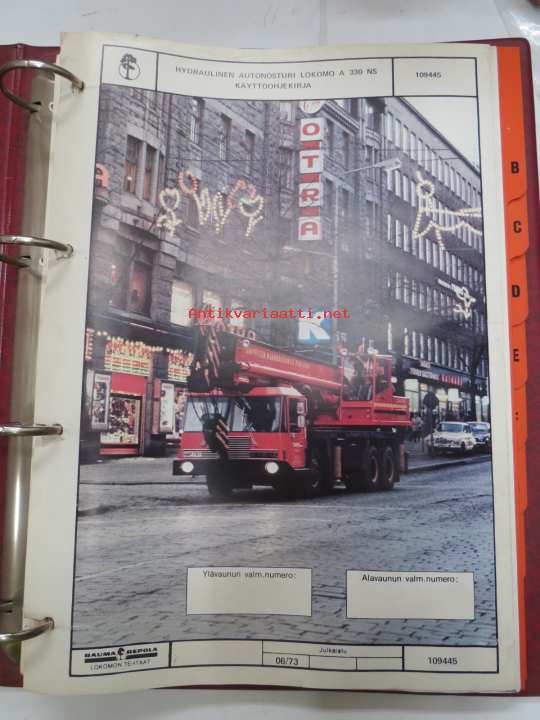 HYDRAULINEN AUTONOSTURI LOKOMO A 330 NS
KÄYTTÖOHJEKIRJA
109445
B
C
D
E
OTRA
Antikvariaatti.net
N
Ylävaunun valm.numero:
Alavaunun valm.numero:
RAUMA REPOLA
LOKOMON TEHTAAT
Julkaistu
06/73
109445